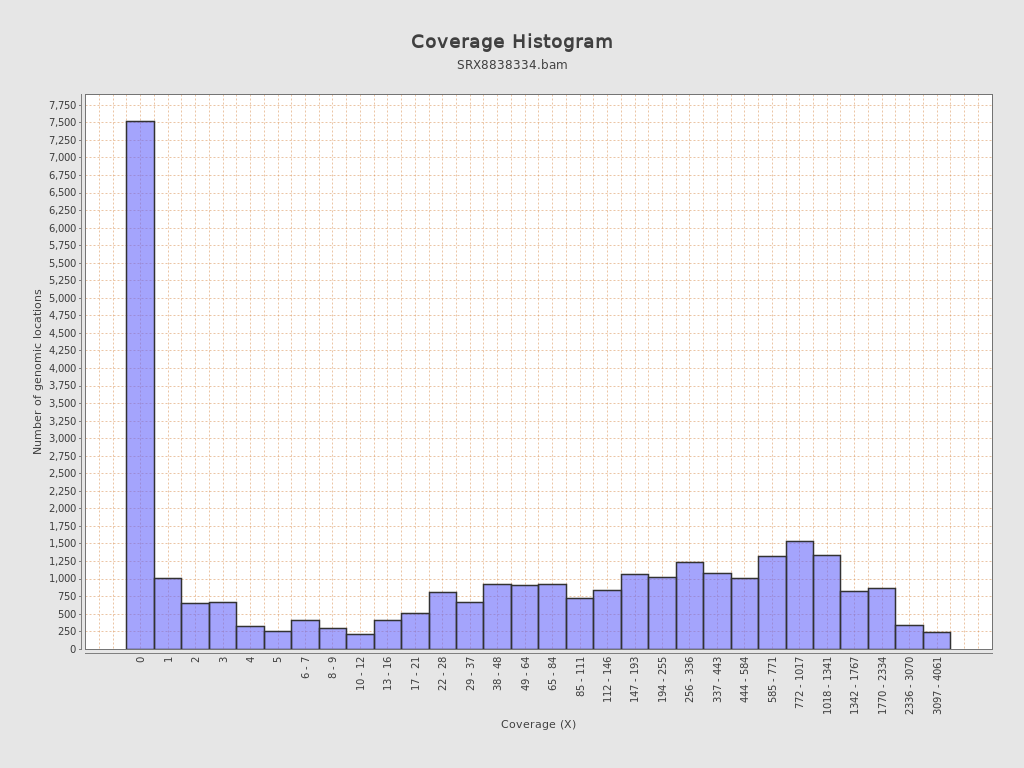 Coverage Histogram
SRX8838334.bam
Number of genomic locations
7,750
7,500
7,250
7,000
6,750
6,500
6,250
6,000
5,750
5,500
5,250
5,000
4,750
4,500
4,250
4,000
3,750
3,500
3,250
3,000
2,750
2,500
2,250
2,000
1,750
1,500
1,250
1,000
750
500
250
0
0
1
2
3
4
5
6 - 7
8 - 9
10 - 12
13 - 16
17 - 21
22 - 28
29 - 37
38 - 48
49 - 64
65 - 84
85 - 111
112 - 146
147 - 193
194 - 255
256 - 336
337 - 443
444 - 584
585 - 771
772 - 1017
1018 - 1341
1342 - 1767
1770 - 2334
2336 - 3070
3097 - 4061
Coverage (X)